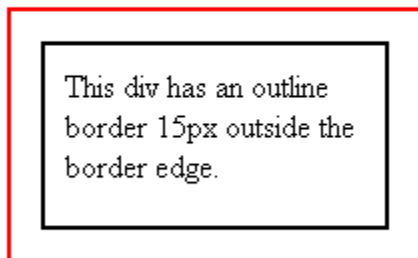 This div has an outline
border 15px outside the
border edge.